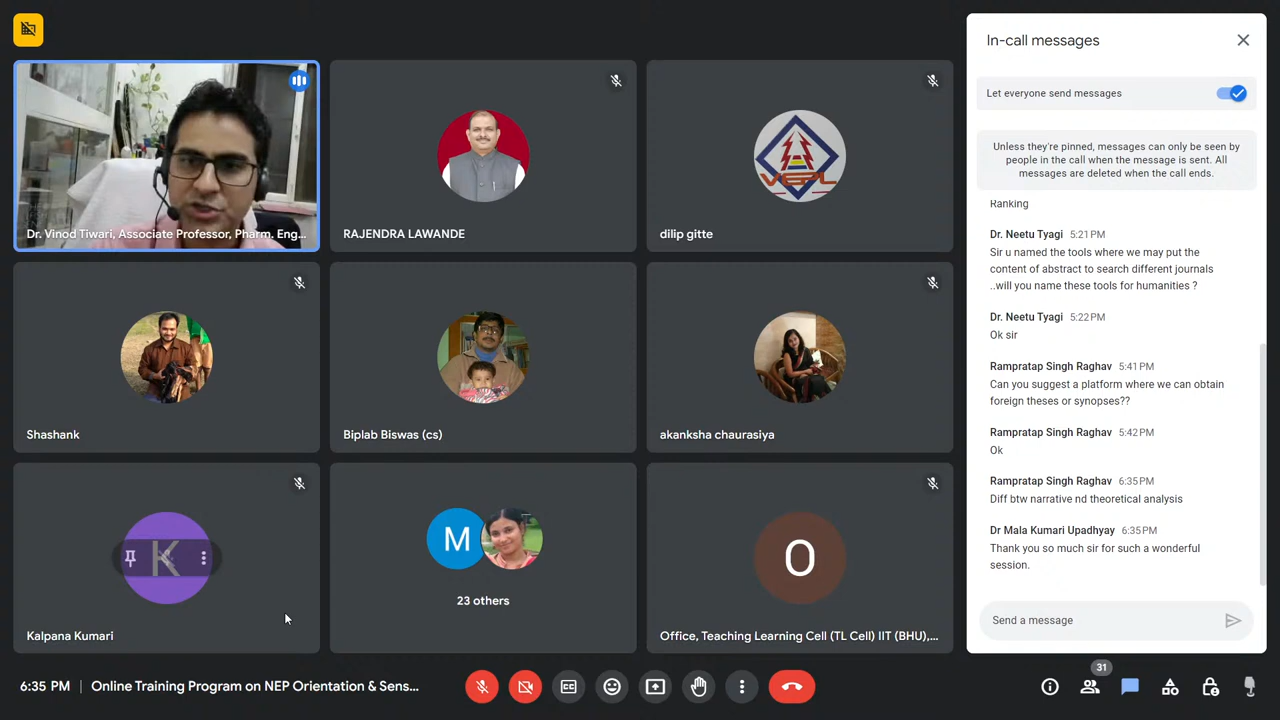 Dr. Vinod Tiwari, Associate Professor, Pharm. Eng...
RAJENDRA LAWANDE
VEPL
dilip gitte
Shashank
Biplab Biswas (cs)
akanksha chaurasiya
K
Kalpana Kumari
M
23 others
O
Office, Teaching Learning Cell (TL Cell) IIT (BHU),...
In-call messages
Let everyone send messages
Unless they're pinned, messages can only be seen by
people in the call when the message is sent. All
messages are deleted when the call ends.
Ranking
Dr. Neetu Tyagi 5:21 PM
Sir u named the tools where we may put the
content of abstract to search different journals
..will you name these tools for humanities ?
Dr. Neetu Tyagi 5:22 PM
Ok sir
Rampratap Singh Raghav 5:41 PM
Can you suggest a platform where we can obtain
foreign theses or synopses??
Rampratap Singh Raghav 5:42 PM
Ok
Rampratap Singh Raghav 6:35 PM
Diff btw narrative nd theoretical analysis
Dr Mala Kumari Upadhyay 6:35 PM
Thank you so much sir for such a wonderful
session.
Send a message
6:35 PM | Online Training Program on NEP Orientation & Sens...
31